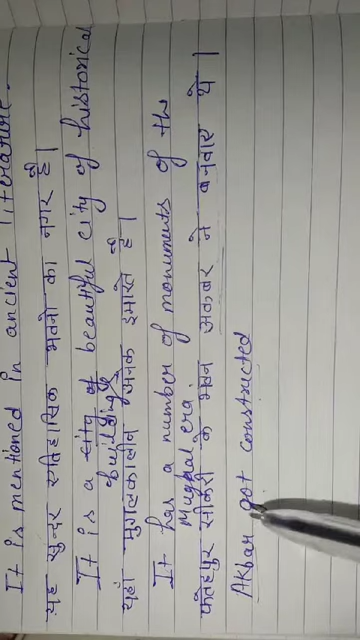 It is mentioned in ancient literature.
यह सुन्दर ऐतिहासिक भवनों का नगर है।
It is a city of beautiful city of historical
buildings
यहाँ मुगलकालीन अनेक इमारतें हैं।
It has a number of monuments of the
Mughal era.
फतेहपुर सीकरी के भवन अकबर ने बनवाए थे।
Akbar got constructed